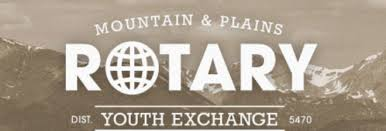 MOUNTAIN & PLAINS
ROTARY
DIST. YOUTH EXCHANGE 5470